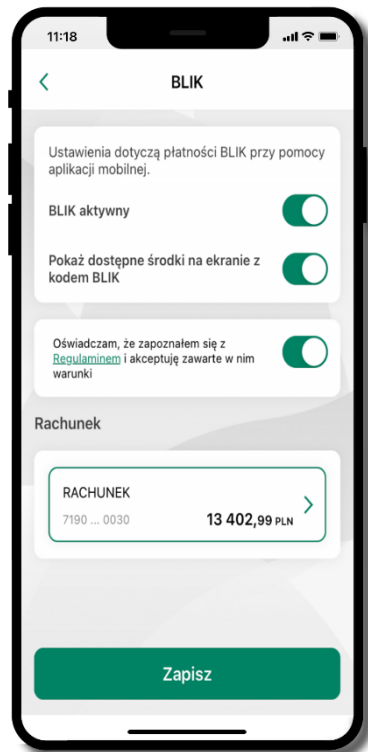 11:18
BLIK
Ustawienia dotyczą płatności BLIK przy pomocy
aplikacji mobilnej.
BLIK aktywny
Pokaż dostępne środki na ekranie z
kodem BLIK
Oświadczam, że zapoznałem się z
Regulaminem i akceptuję zawarte w nim
warunki
Rachunek
RACHUNEK
7190 ... 0030 13 402,99 PLN
Zapisz